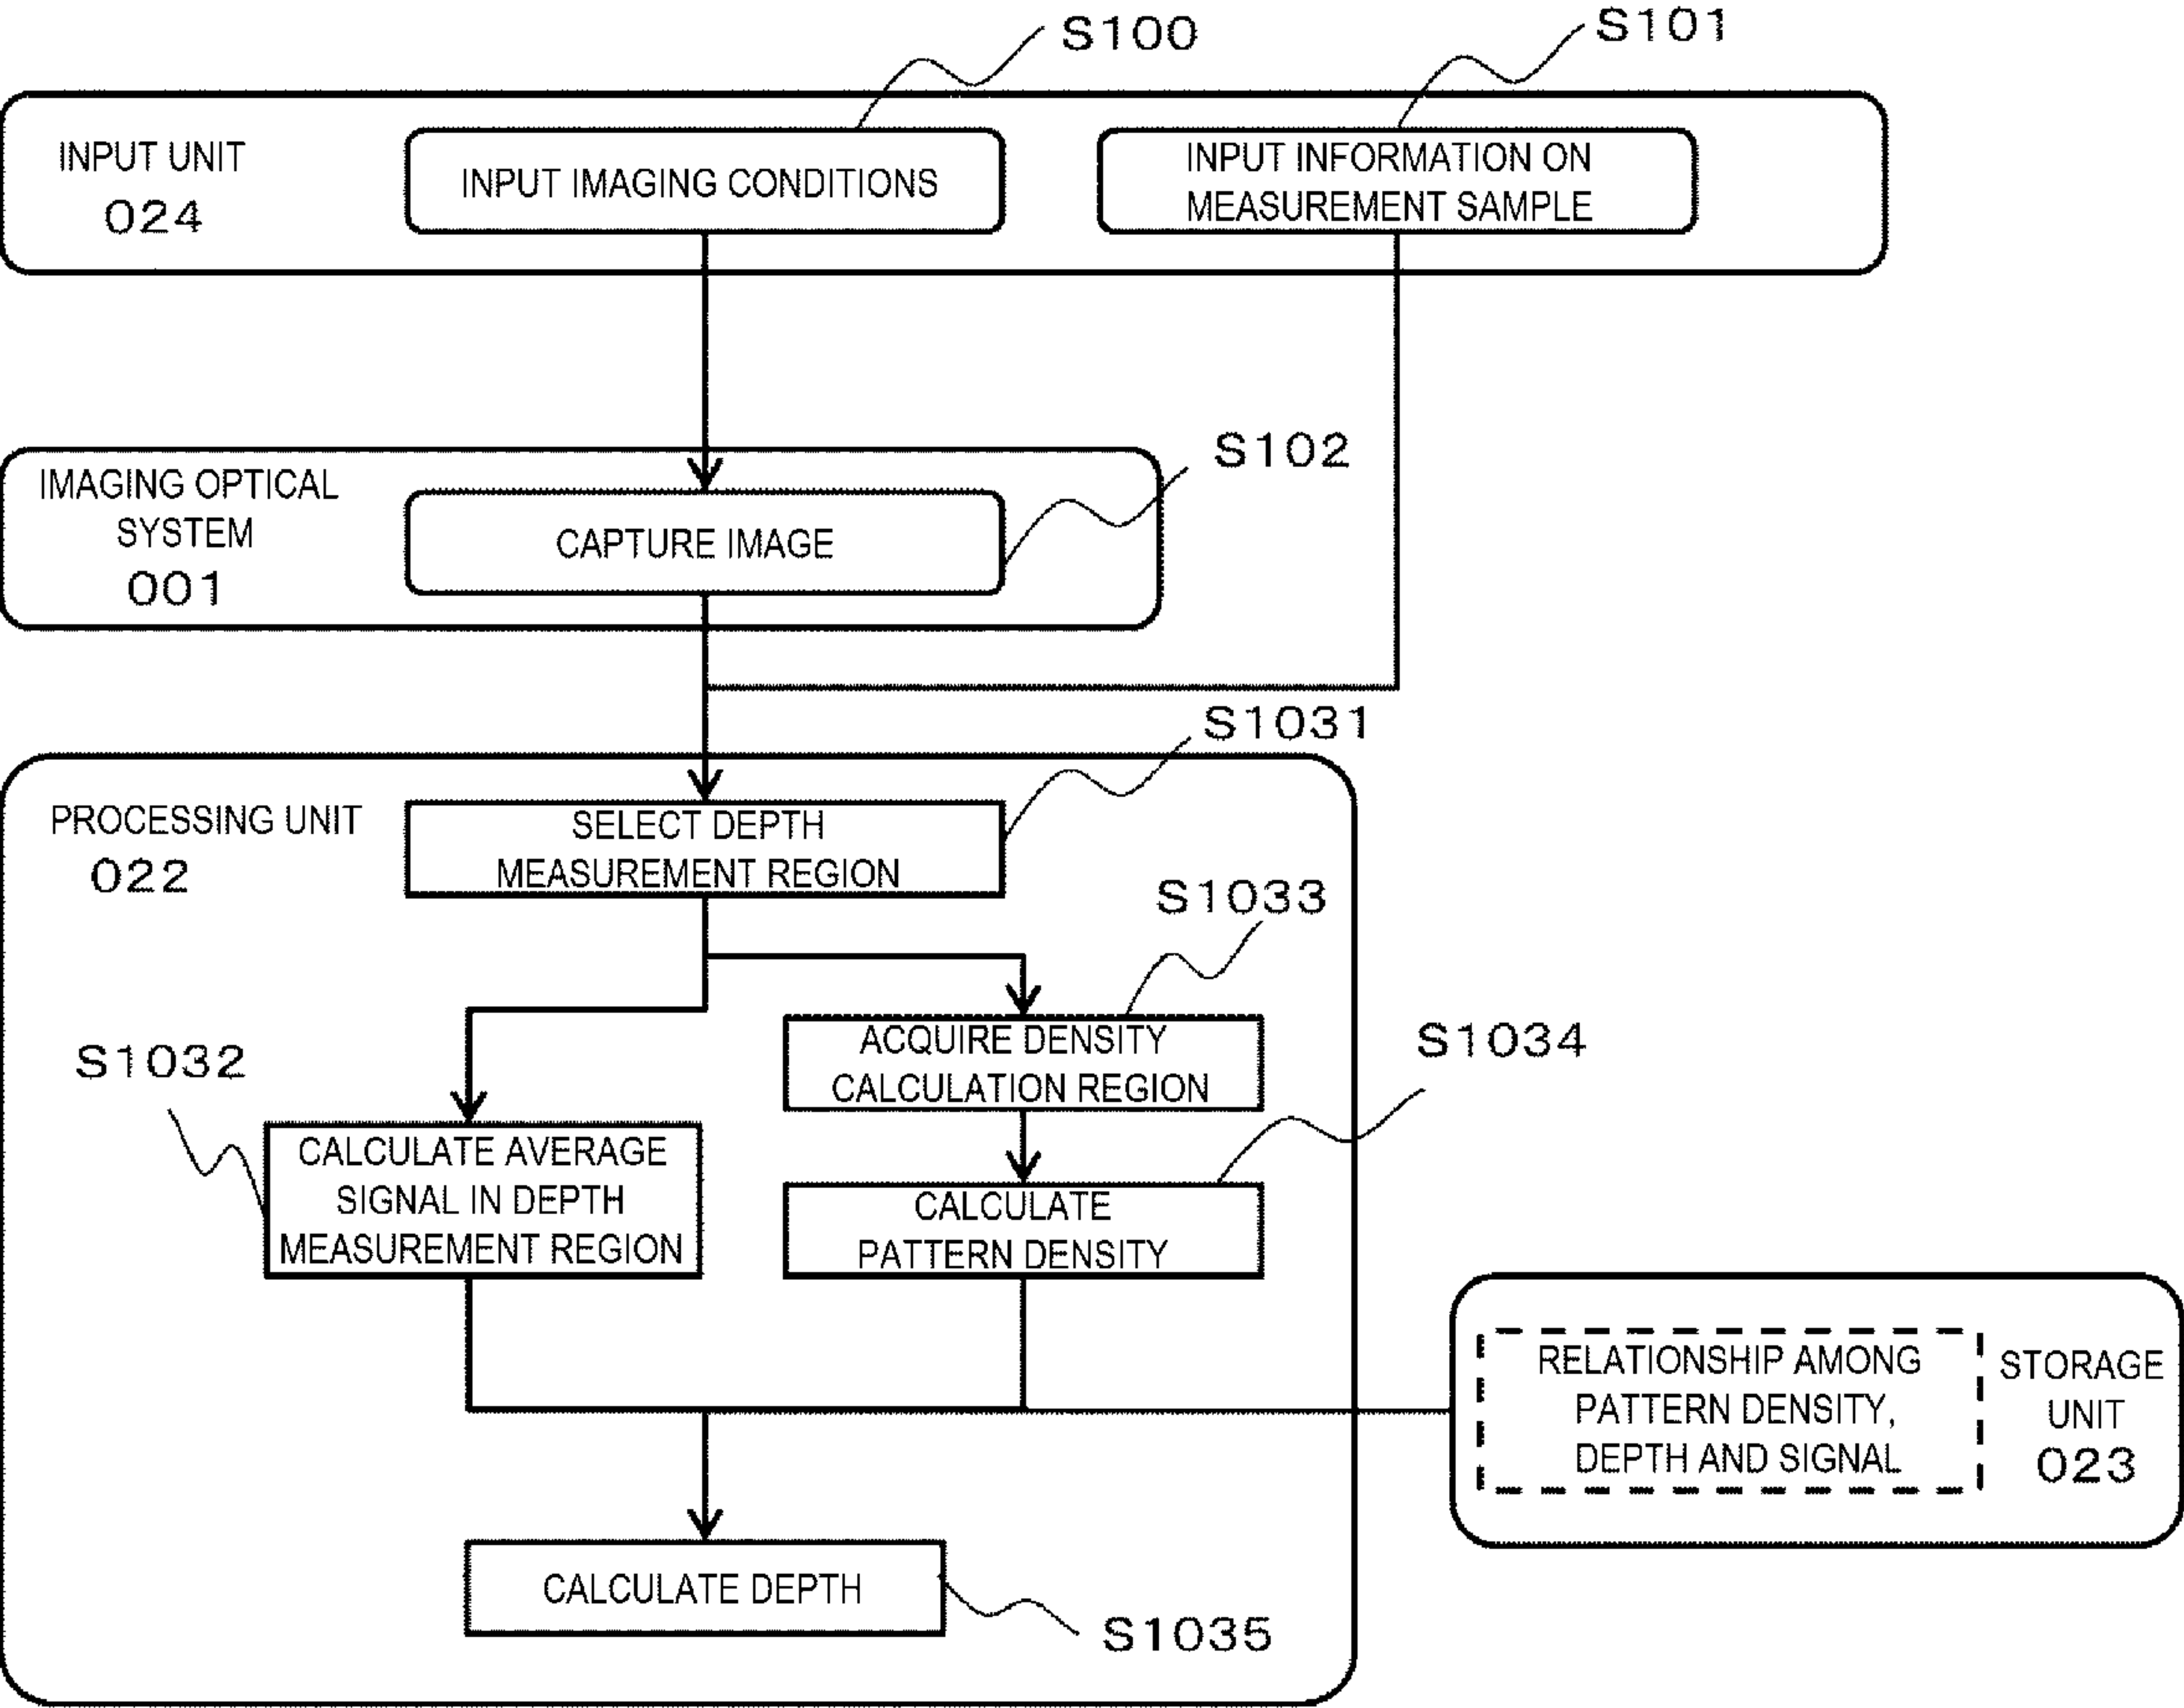 S100
S101
INPUT UNIT
024
INPUT IMAGING CONDITIONS
INPUT INFORMATION ON
MEASUREMENT SAMPLE
S102
IMAGING OPTICAL
SYSTEM
001
CAPTURE IMAGE
S1031
PROCESSING UNIT
022
SELECT DEPTH
MEASUREMENT REGION
S1033
ACQUIRE DENSITY
CALCULATION REGION
S1034
S1032
CALCULATE AVERAGE
SIGNAL IN DEPTH
MEASUREMENT REGION
CALCULATE
PATTERN DENSITY
RELATIONSHIP AMONG
PATTERN DENSITY,
DEPTH AND SIGNAL
STORAGE
UNIT
023
CALCULATE DEPTH
S1035